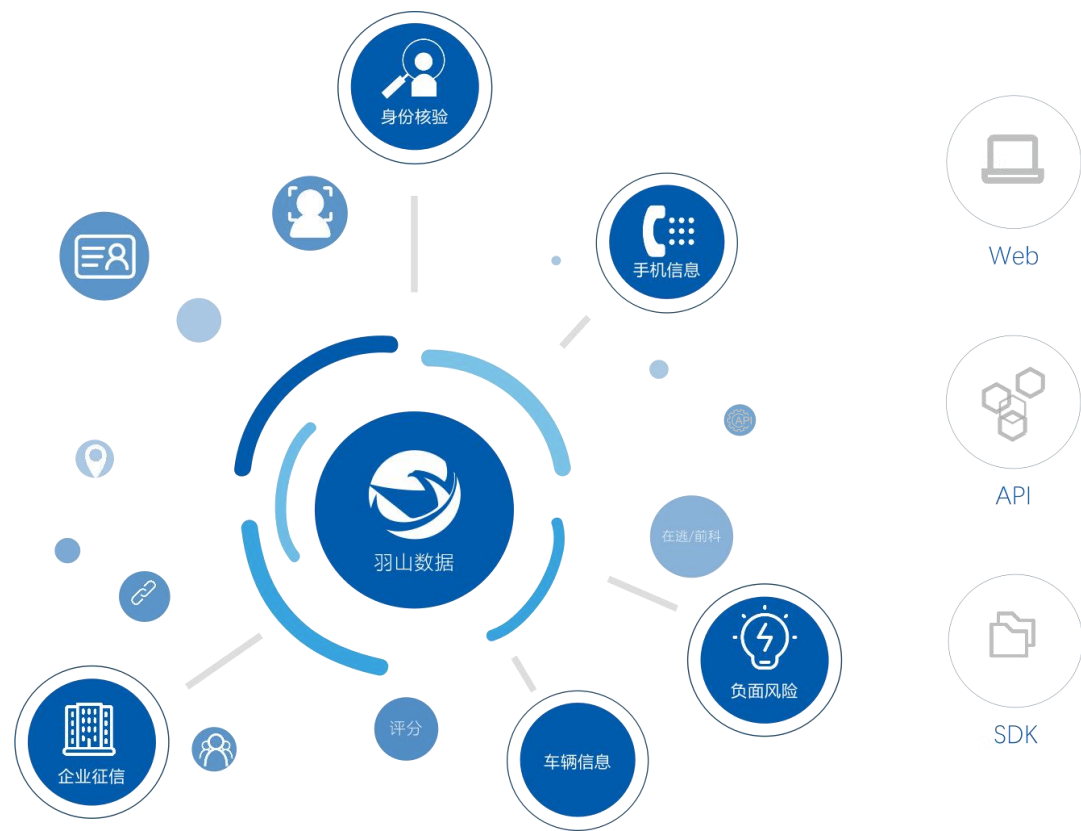 身份核验
手机信息
Web
API
API
在逃/前科
羽山数据
负面风险
评分
SDK
车辆信息
企业征信